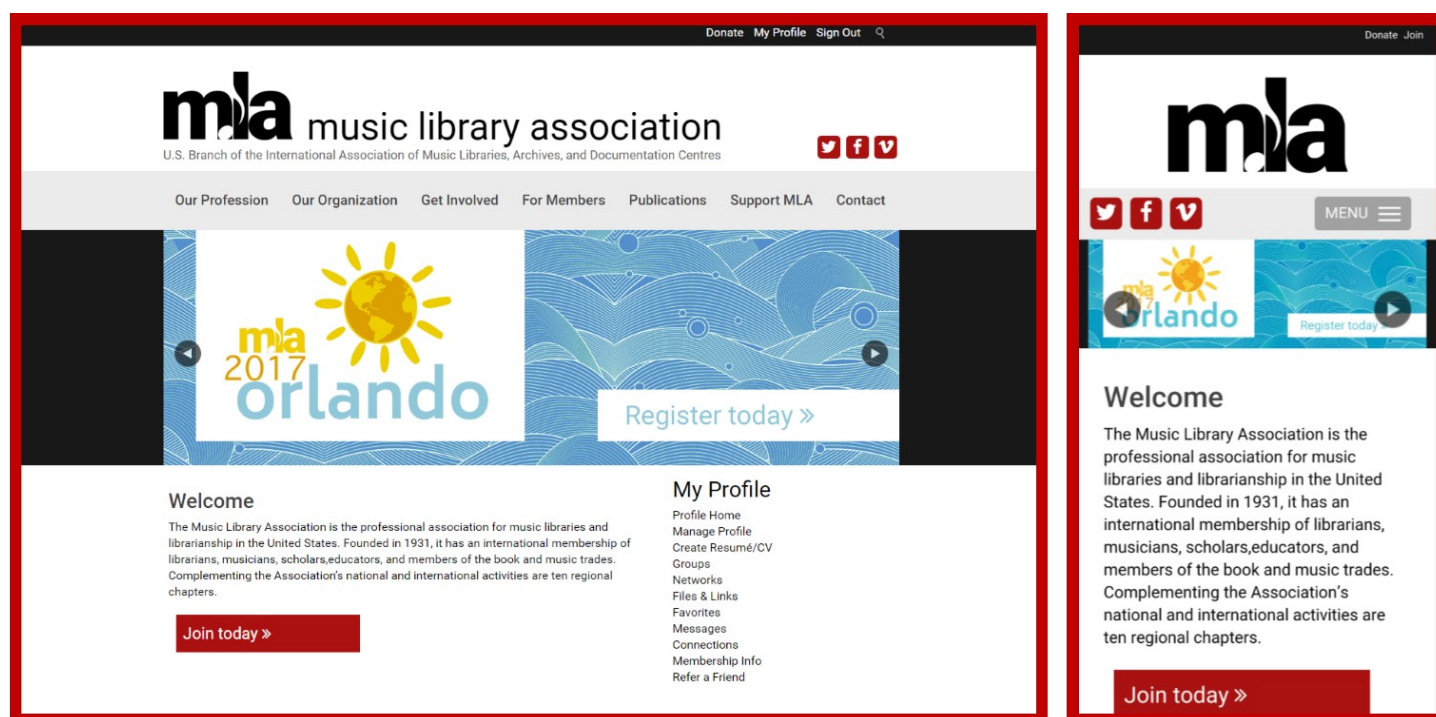 Donate My Profile Sign Out
mla music library association
U.S. Branch of the International Association of Music Libraries, Archives, and Documentation Centres
Our Profession Our Organization Get Involved For Members Publications Support MLA Contact
mla
2017
orlando
Register today »
Welcome
The Music Library Association is the professional association for music libraries and
librarianship in the United States. Founded in 1931, it has an international membership of
librarians, musicians, scholars,educators, and members of the book and music trades.
Complementing the Association's national and international activities are ten regional
chapters.
Join today »
My Profile
Profile Home
Manage Profile
Create Resumé/CV
Groups
Networks
Files & Links
Favorites
Messages
Connections
Membership Info
Refer a Friend
Donate Join
mla
MENU
mla
orlando
Register today »
Welcome
The Music Library Association is the
professional association for music
libraries and librarianship in the United
States. Founded in 1931, it has an
international membership of librarians,
musicians, scholars,educators, and
members of the book and music trades.
Complementing the Association's
national and international activities are
ten regional chapters.
Join today »